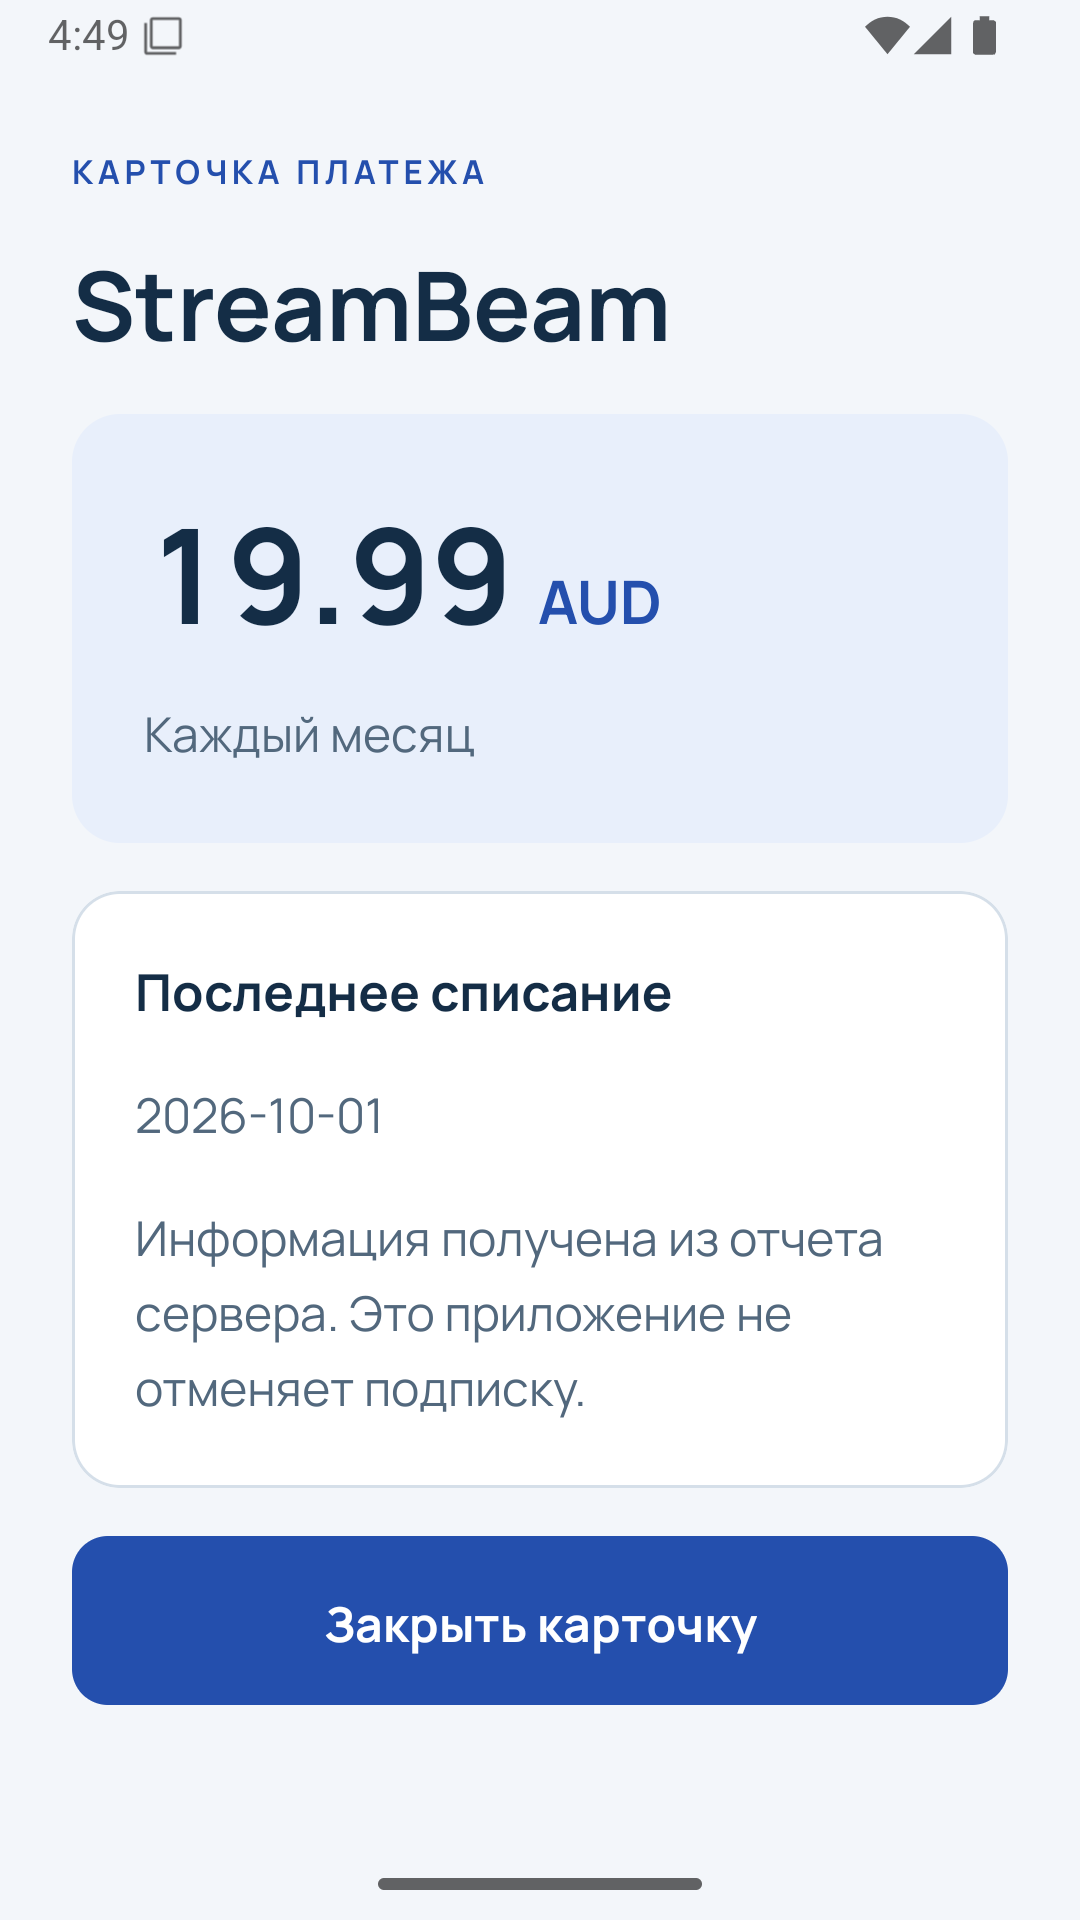 4:49
КАРТОЧКА ПЛАТЕЖА
StreamBeam
19.99 AUD
Каждый месяц
Последнее списание
2026-10-01
Информация получена из отчета
сервера. Это приложение не
отменяет подписку.
Закрыть карточку